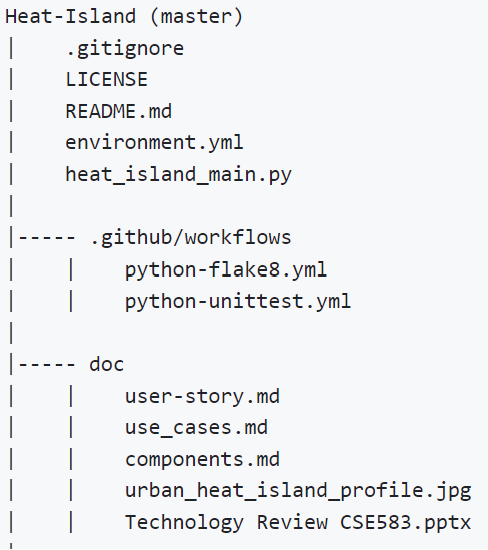 Heat-Island (master)
|     .gitignore
|     LICENSE
|     README.md
|     environment.yml
|     heat_island_main.py
|
|----- .github/workflows
|     |     python-flake8.yml
|     |     python-unittest.yml
|
|----- doc
|     |     user-story.md
|     |     use_cases.md
|     |     components.md
|     |     urban_heat_island_profile.jpg
|     |     Technology Review CSE583.pptx
|